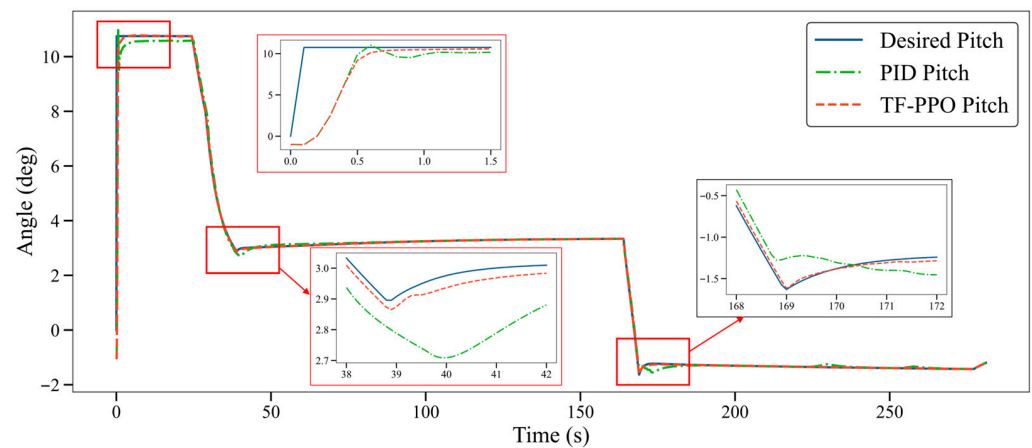 Desired Pitch
PID Pitch
TF-PPO Pitch
Angle (deg)
10
8
6
4
2
0
−2
0 50 100 150 200 250
Time (s)
10
5
0
0.0 0.5 1.0 1.5
3.0
2.9
2.8
2.7
38 39 40 41 42
−0.5
−1.0
−1.5
168 169 170 171 172